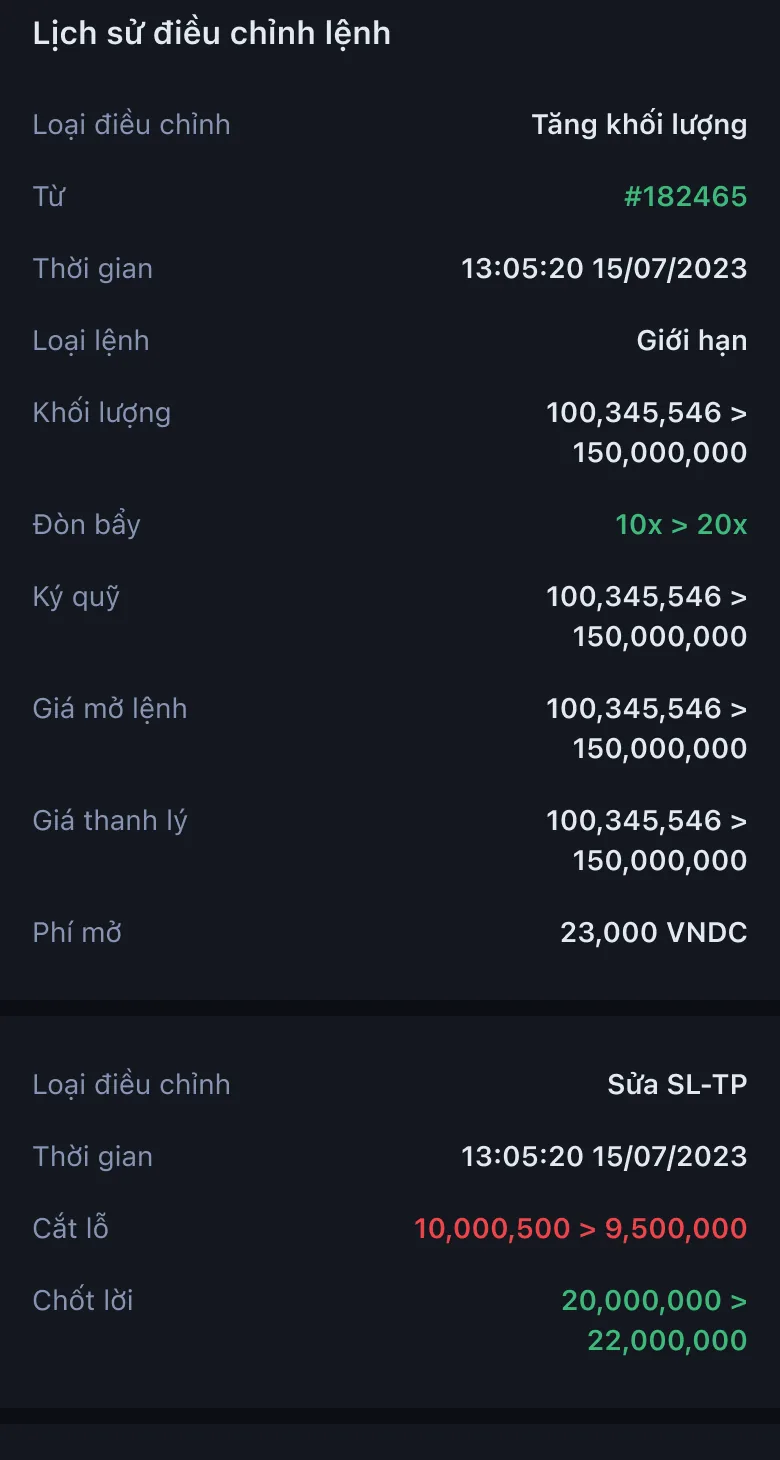 Lịch sử điều chỉnh lệnh
Loại điều chỉnh Tăng khối lượng
Từ #182465
Thời gian 13:05:20 15/07/2023
Loại lệnh Giới hạn
Khối lượng 100,345,546 >
150,000,000
Đòn bẩy 10x > 20x
Ký quỹ 100,345,546 >
150,000,000
Giá mở lệnh 100,345,546 >
150,000,000
Giá thanh lý 100,345,546 >
150,000,000
Phí mở 23,000 VNDC
Loại điều chỉnh Sửa SL-TP
Thời gian 13:05:20 15/07/2023
Cắt lỗ 10,000,500 > 9,500,000
Chốt lời 20,000,000 >
22,000,000